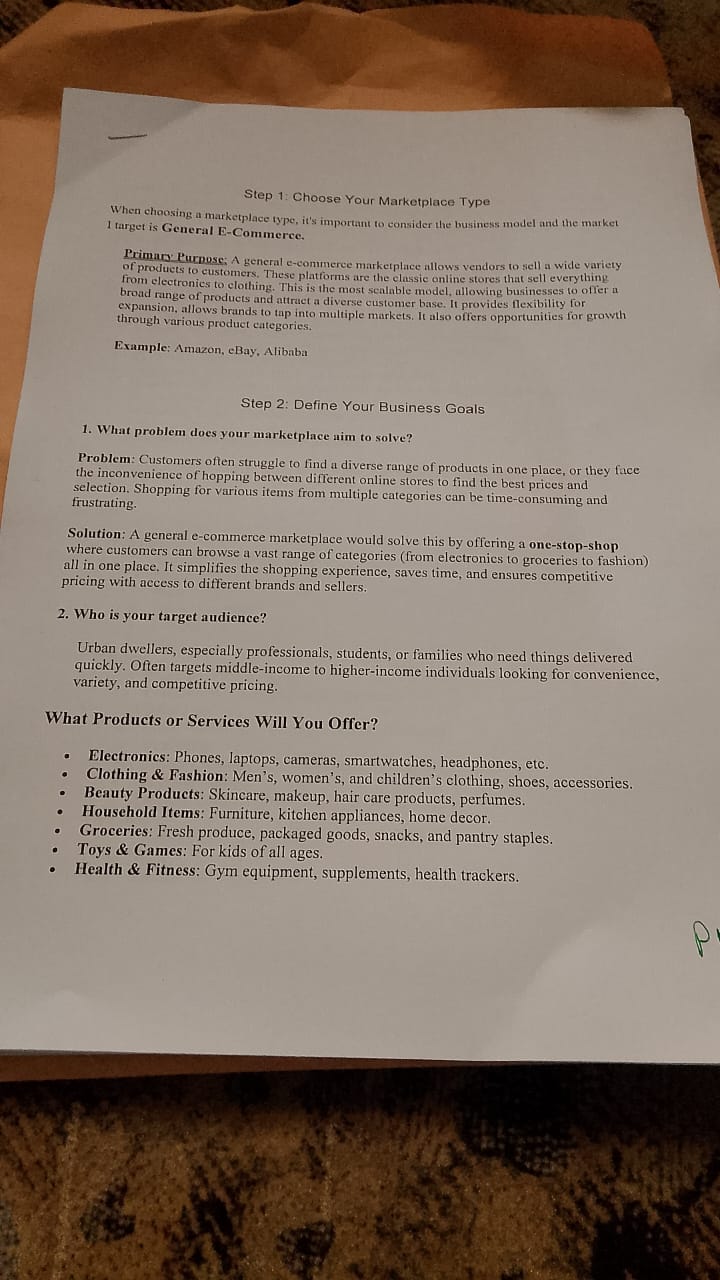 Step 1: Choose Your Marketplace Type
When choosing a marketplace type, it's important to consider the business model and the market
I target is General E-Commerce.
Primary Purpose: A general e-commerce marketplace allows vendors to sell a wide variety
of products to customers. These platforms are the classic online stores that sell everything
from electronics to clothing. This is the most scalable model, allowing businesses to offer a
broad range of products and attract a diverse customer base. It provides flexibility for
expansion, allows brands to tap into multiple markets. It also offers opportunities for growth
through various product categories.
Example: Amazon, eBay, Alibaba
Step 2: Define Your Business Goals
1. What problem does your marketplace aim to solve?
Problem: Customers often struggle to find a diverse range of products in one place, or they face
the inconvenience of hopping between different online stores to find the best prices and
selection. Shopping for various items from multiple categories can be time-consuming and
frustrating.
Solution: A general e-commerce marketplace would solve this by offering a one-stop-shop
where customers can browse a vast range of categories (from electronics to groceries to fashion)
all in one place. It simplifies the shopping experience, saves time, and ensures competitive
pricing with access to different brands and sellers.
2. Who is your target audience?
Urban dwellers, especially professionals, students, or families who need things delivered
quickly. Often targets middle-income to higher-income individuals looking for convenience,
variety, and competitive pricing.
What Products or Services Will You Offer?
• Electronics: Phones, laptops, cameras, smartwatches, headphones, etc.
• Clothing & Fashion: Men's, women's, and children's clothing, shoes, accessories.
• Beauty Products: Skincare, makeup, hair care products, perfumes.
• Household Items: Furniture, kitchen appliances, home decor.
• Groceries: Fresh produce, packaged goods, snacks, and pantry staples.
• Toys & Games: For kids of all ages.
• Health & Fitness: Gym equipment, supplements, health trackers.